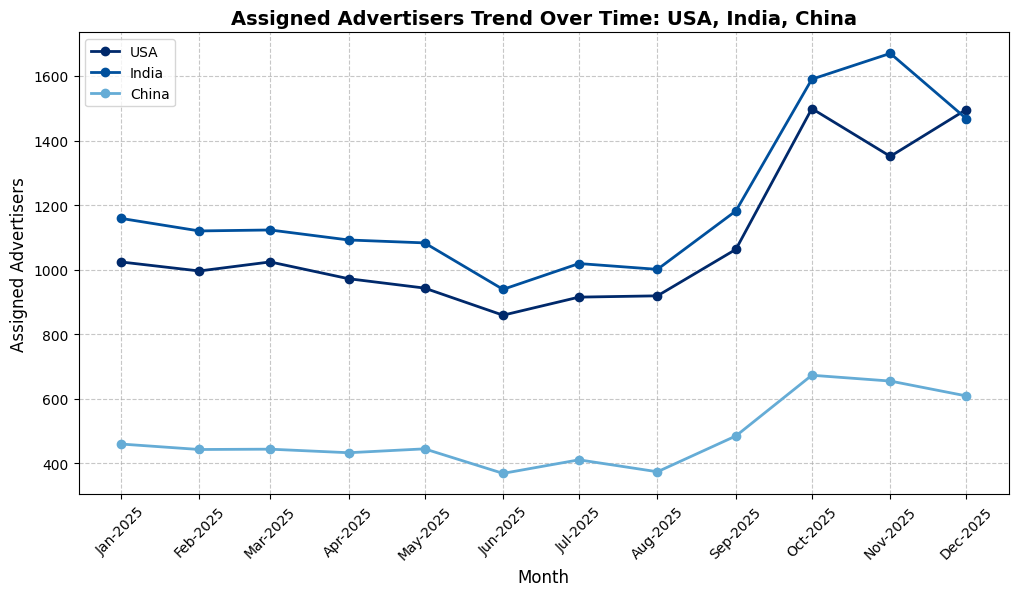 Assigned Advertisers Trend Over Time: USA, India, China
USA
India
China
Assigned Advertisers
1600
1400
1200
1000
800
600
400
Jan-2025
Feb-2025
Mar-2025
Apr-2025
May-2025
Jun-2025
Jul-2025
Aug-2025
Sep-2025
Oct-2025
Nov-2025
Dec-2025
Month